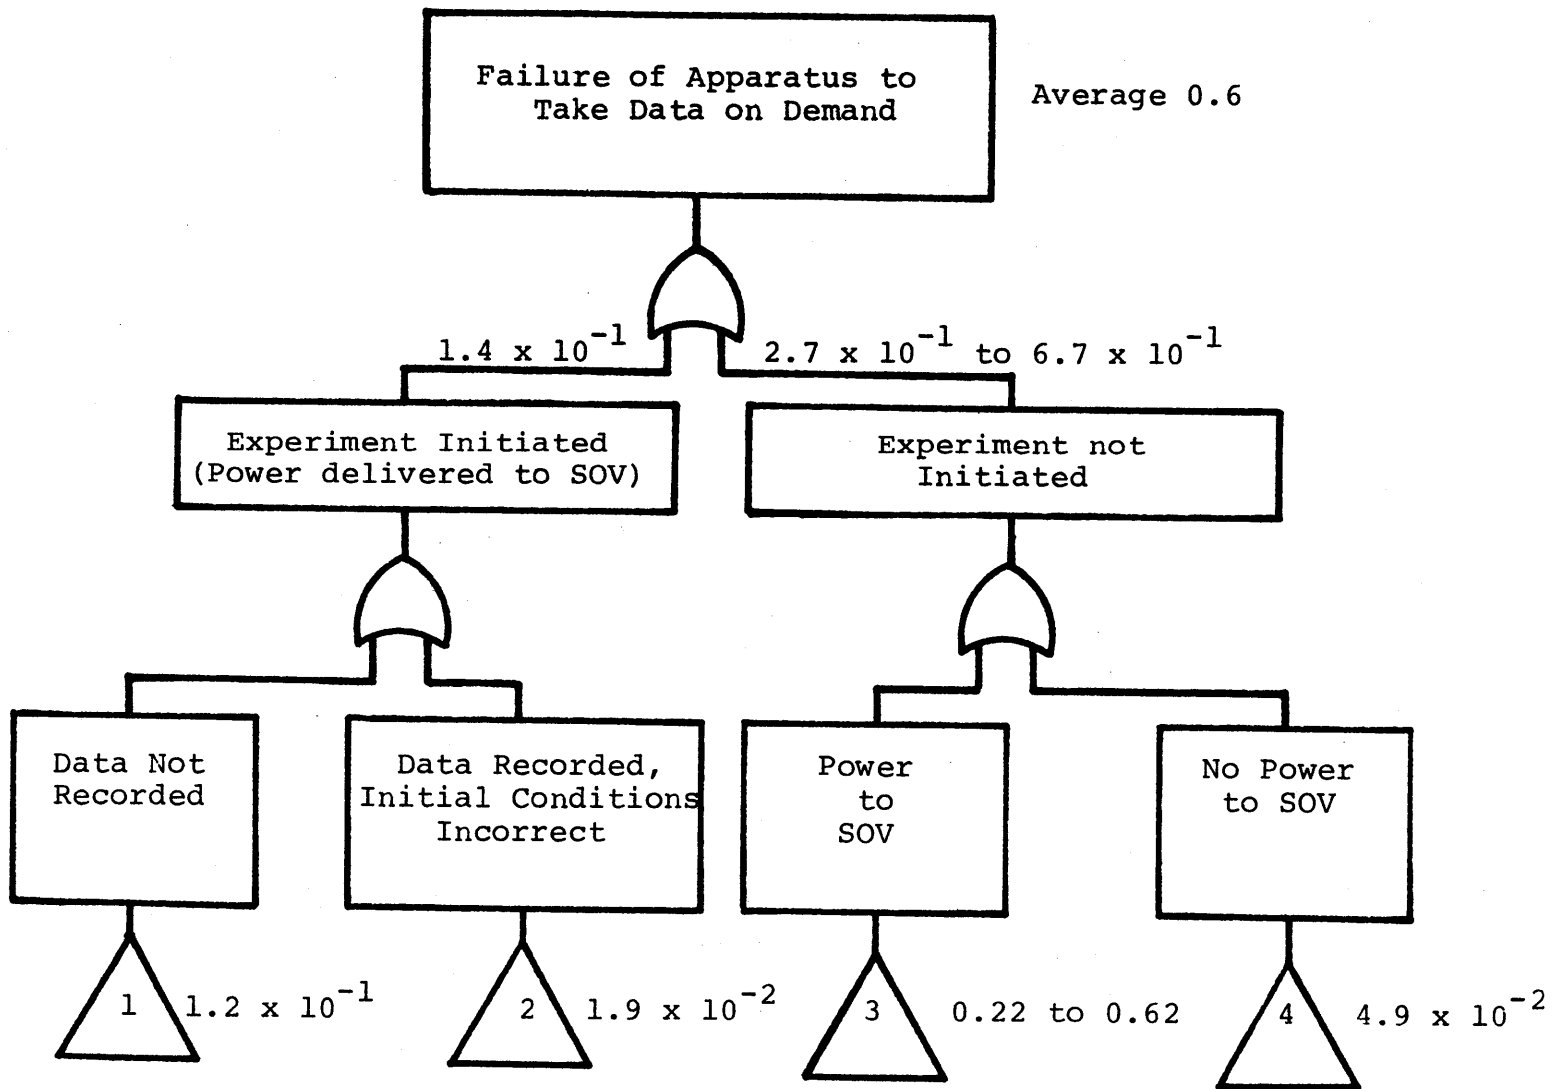 Failure of Apparatus to
Take Data on Demand
Average 0.6
1.4 x 10^-1
2.7 x 10^-1 to 6.7 x 10^-1
Experiment Initiated
(Power delivered to SOV)
Experiment not
Initiated
Data Not
Recorded
Data Recorded,
Initial Conditions
Incorrect
Power
to
SOV
No Power
to SOV
1
1.2 x 10^-1
2
1.9 x 10^-2
3
0.22 to 0.62
4
4.9 x 10^-2